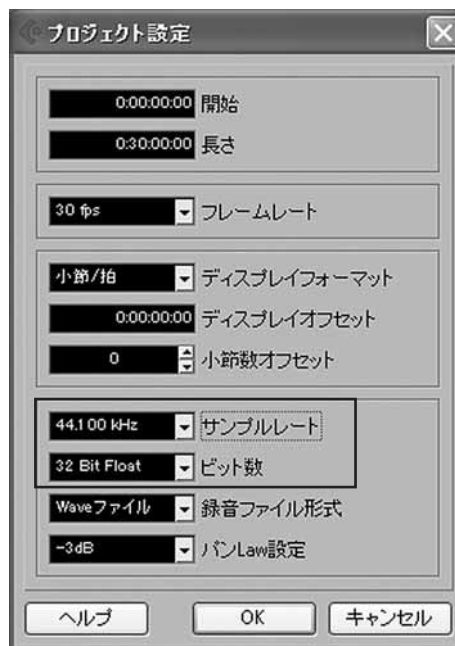 プロジェクト設定
0:00:00:00 開始
0:30:00:00 長さ
30 fps フレームレート
小節/拍 ディスプレイフォーマット
0:00:00:00 ディスプレイオフセット
0 小節数オフセット
44.100 kHz サンプルレート
32 Bit Float ビット数
Waveファイル 録音ファイル形式
-3dB パンLaw設定
ヘルプ OK キャンセル